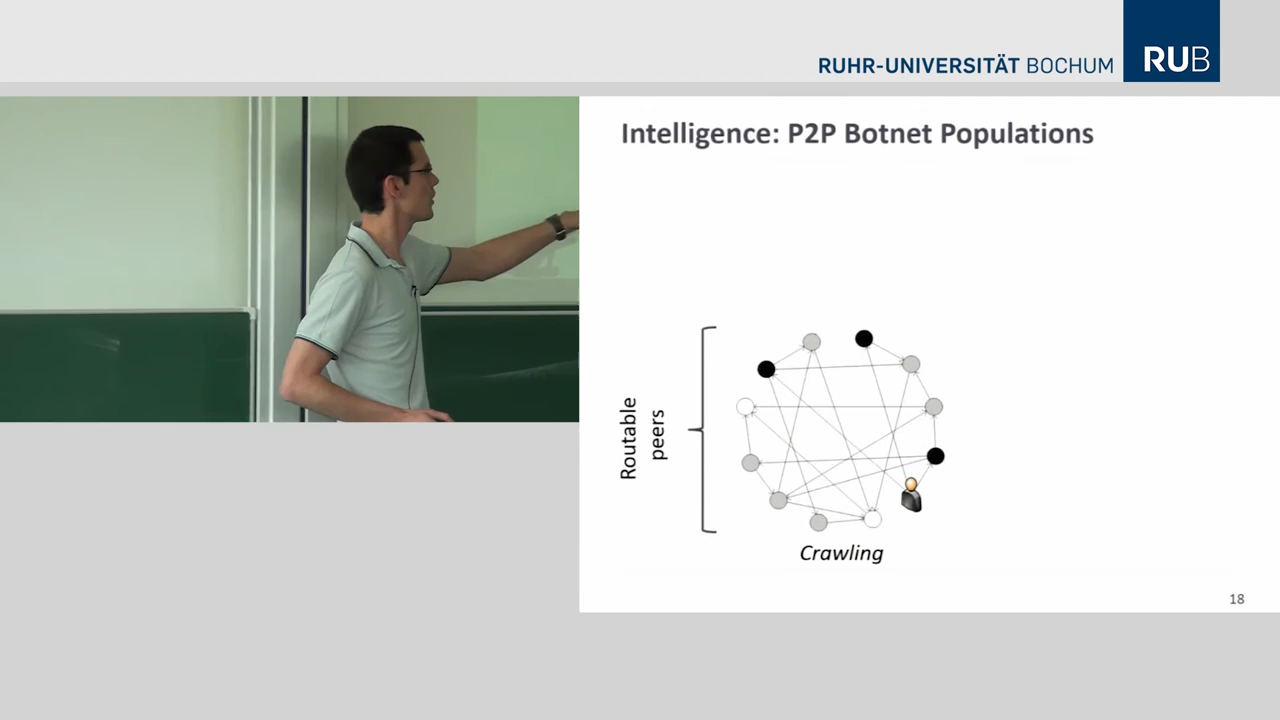 RUHR-UNIVERSITÄT BOCHUM
RUB
Intelligence: P2P Botnet Populations
Routable
peers
Crawling
18